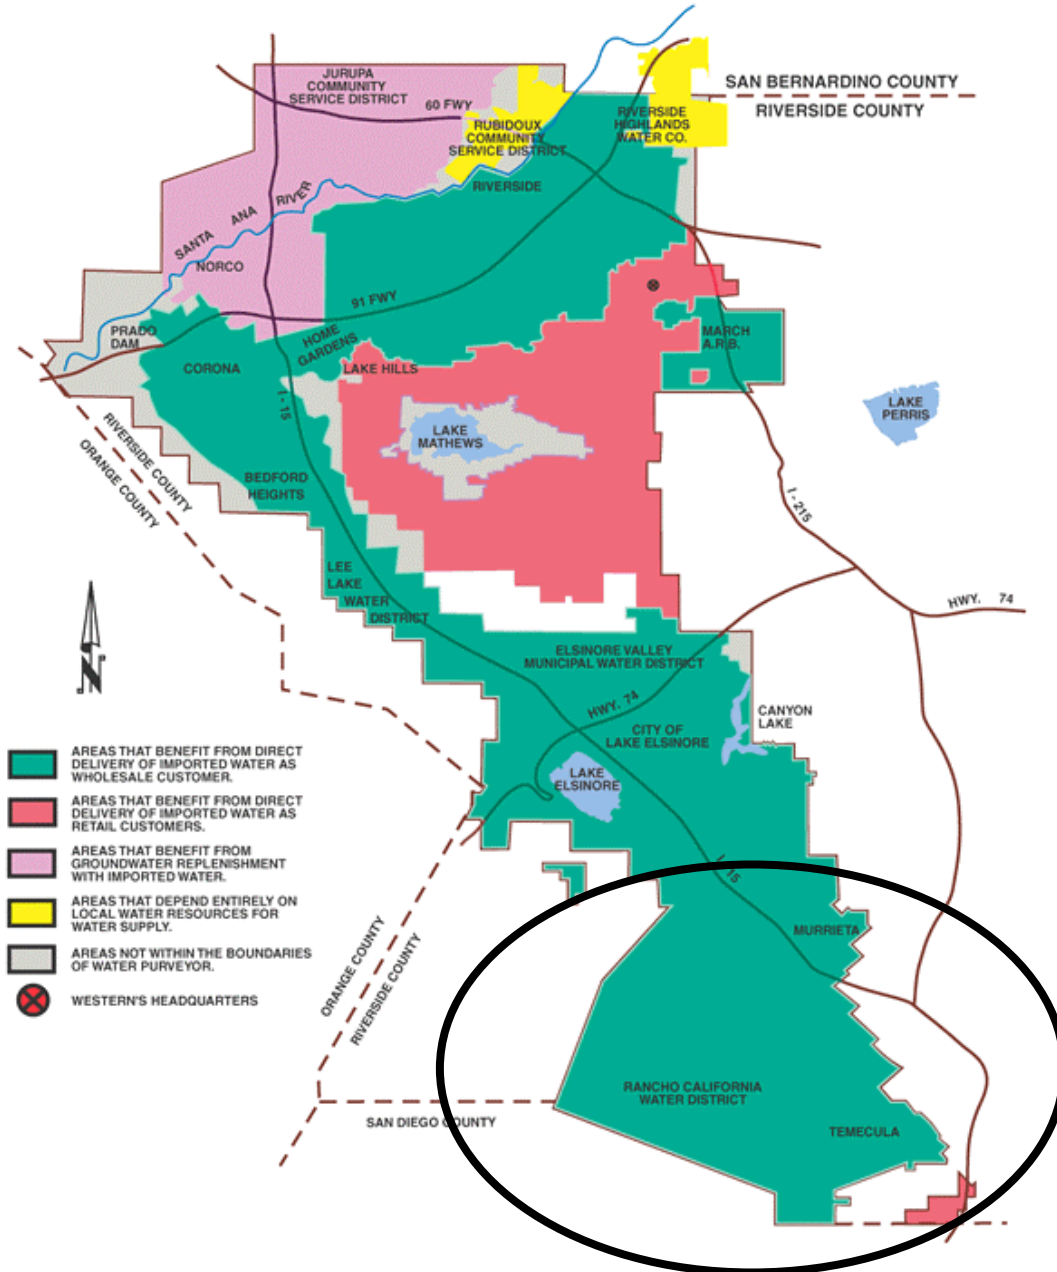 JURUPA
COMMUNITY
SERVICE DISTRICT
60 FWY
RUBIDOUX
COMMUNITY
SERVICE DISTRICT
RIVERSIDE
HIGHLANDS
WATER CO.
SAN BERNARDINO COUNTY
RIVERSIDE COUNTY
RIVERSIDE
SANTA ANA RIVER
NORCO
91 FWY
PRADO
DAM
HOME
GARDENS
MARCH
A.R.B.
CORONA
LAKE HILLS
I - 15
LAKE
PERRIS
LAKE
MATHEWS
RIVERSIDE COUNTY
ORANGE COUNTY
BEDFORD
HEIGHTS
I - 215
LEE
LAKE
WATER
DISTRICT
HWY. 74
ELSINORE VALLEY
MUNICIPAL WATER DISTRICT
N
HWY. 74
CANYON
LAKE
CITY OF
LAKE ELSINORE
LAKE
ELSINORE
AREAS THAT BENEFIT FROM DIRECT
DELIVERY OF IMPORTED WATER AS
WHOLESALE CUSTOMER.
AREAS THAT BENEFIT FROM DIRECT
DELIVERY OF IMPORTED WATER AS
RETAIL CUSTOMERS.
AREAS THAT BENEFIT FROM
GROUNDWATER REPLENISHMENT
WITH IMPORTED WATER.
AREAS THAT DEPEND ENTIRELY ON
LOCAL WATER RESOURCES FOR
WATER SUPPLY.
AREAS NOT WITHIN THE BOUNDARIES
OF WATER PURVEYOR.
WESTERN'S HEADQUARTERS
I - 15
MURRIETA
ORANGE COUNTY
RIVERSIDE COUNTY
RANCHO CALIFORNIA
WATER DISTRICT
SAN DIEGO COUNTY
TEMECULA